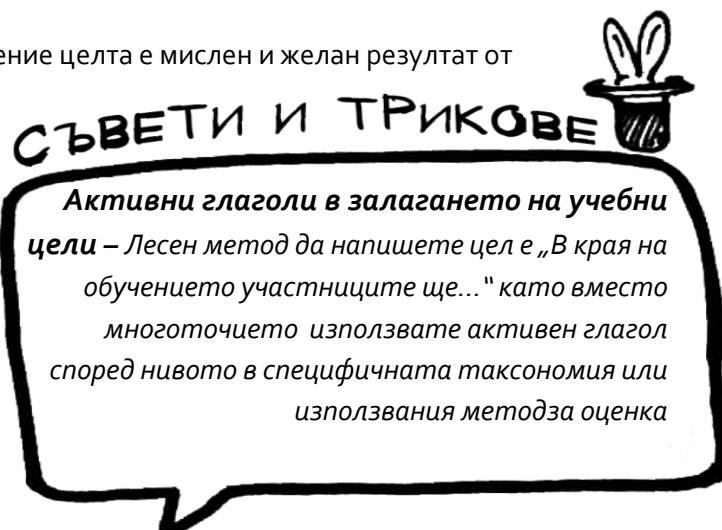 ение целта е мислен и желан резултат от
СЪВЕТИ И ТРИКОВЕ
Активни глаголи в залагането на учебни
цели – Лесен метод да напишете цел е „В края на
обучението участниците ще...“ като вместо
многоточието използвате активен глагол
според нивото в специфичната таксономия или
използвания методза оценка